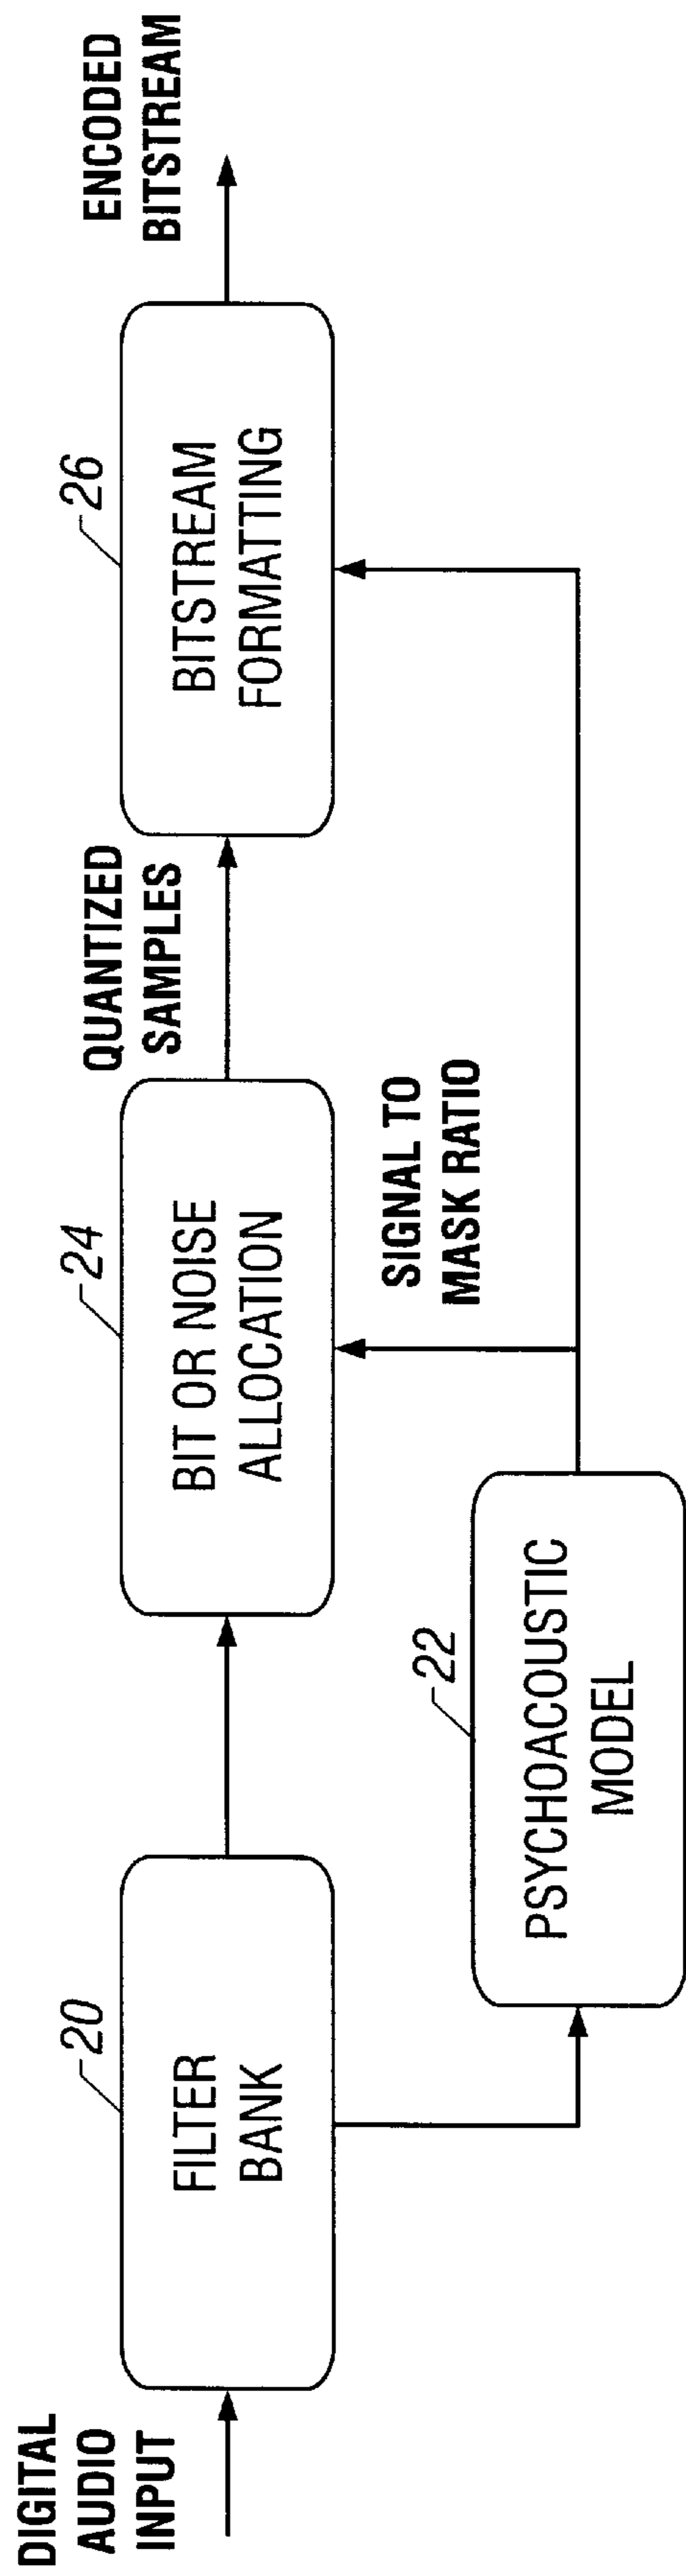 DIGITAL
AUDIO
INPUT
20
FILTER
BANK
24
BIT OR NOISE
ALLOCATION
QUANTIZED
SAMPLES
26
BITSTREAM
FORMATTING
ENCODED
BITSTREAM
22
PSYCHOACOUSTIC
MODEL
SIGNAL TO
MASK RATIO